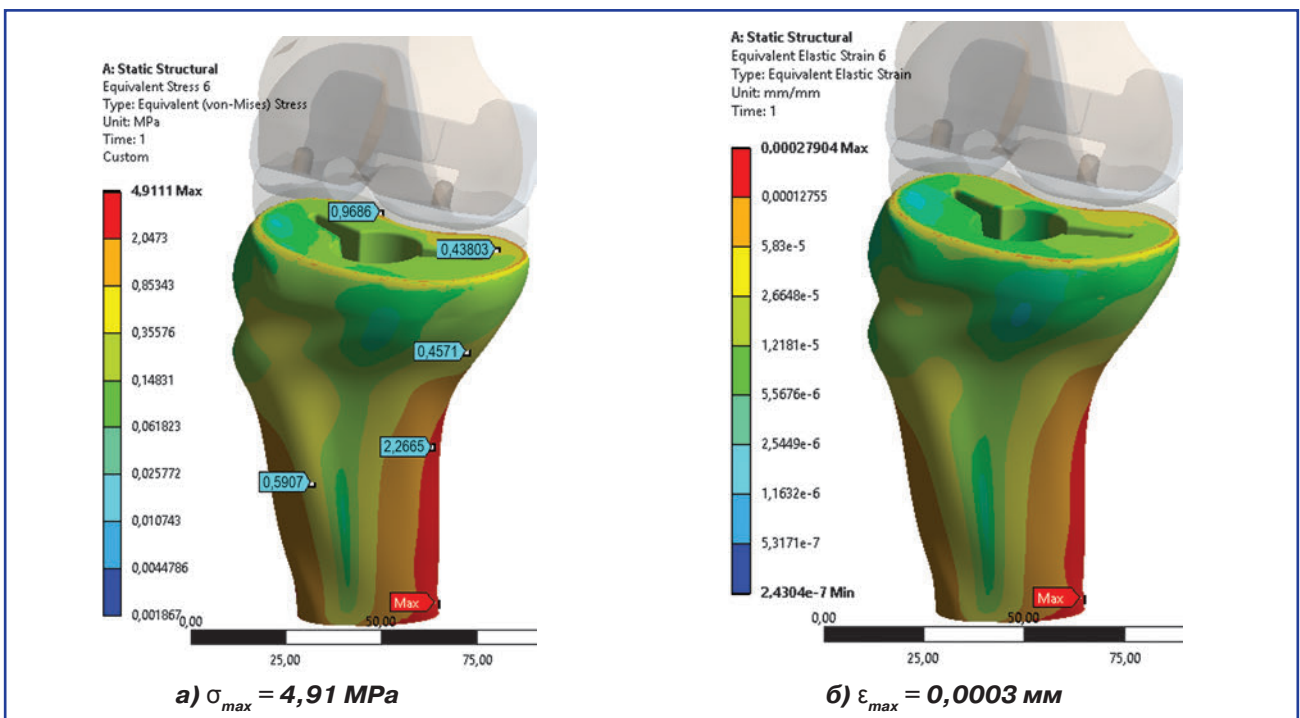 A: Static Structural
Equivalent Stress 6
Type: Equivalent (von-Mises) Stress
Unit: MPa
Time: 1
Custom
4,9111 Max
2,0473
0,85343
0,35576
0,14831
0,061823
0,025772
0,010743
0,0044786
0,001867
0,9686
0,43803
0,4571
2,2665
0,5907
Max
0,00
50,00
25,00
75,00
а) σmax = 4,91 MPa
A: Static Structural
Equivalent Elastic Strain 6
Type: Equivalent Elastic Strain
Unit: mm/mm
Time: 1
0,00027904 Max
0,00012755
5,83e-5
2,6648e-5
1,2181e-5
5,5676e-6
2,5449e-6
1,1632e-6
5,3171e-7
2,4304e-7 Min
Max
0,00
50,00
25,00
75,00
б) εmax = 0,0003 мм